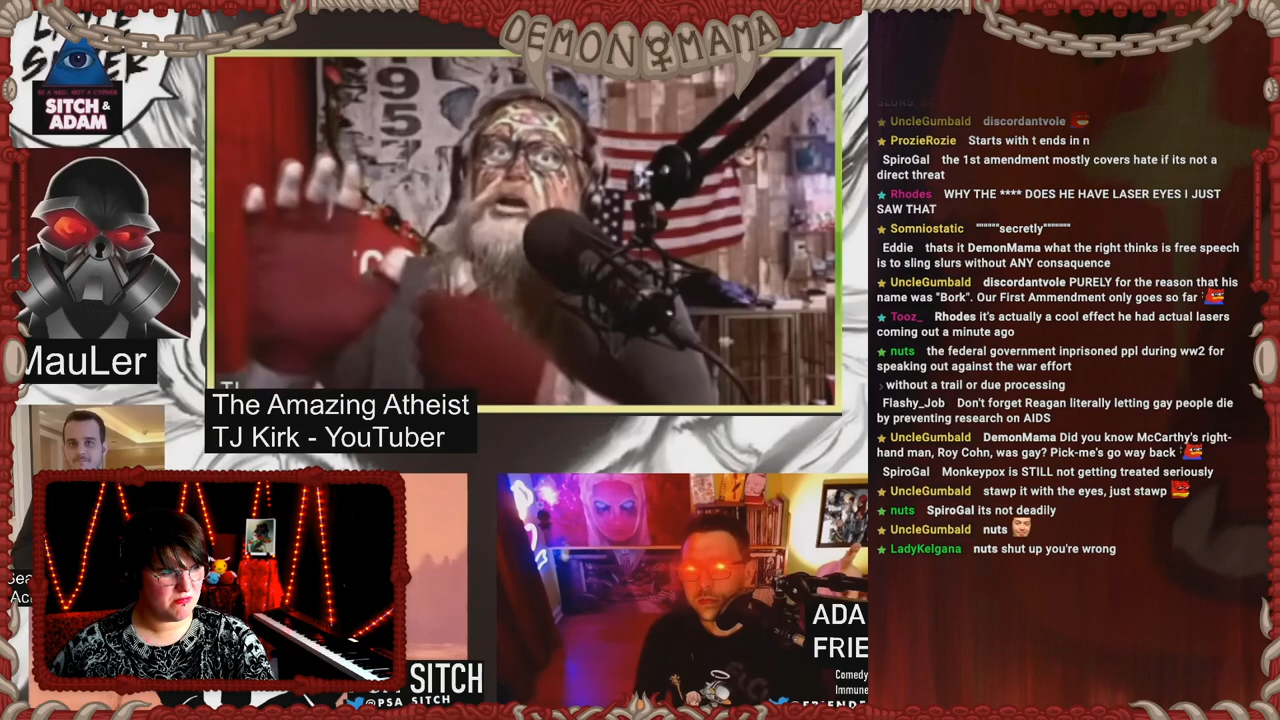 DEMON MAMA
BE A NEO, NOT A CYPHER
SITCH &
ADAM
MauLer
1957
The Amazing Atheist
TJ Kirk - YouTuber
SITCH
@PSA_SITCH
ADA
FRIE
Comedy
Immune
UncleGumbald discordantvole
ProzieRozie Starts with t ends in n
SpiroGal the 1st amendment mostly covers hate if its not a
direct threat
Rhodes WHY THE **** DOES HE HAVE LASER EYES I JUST
SAW THAT
Somniostatic """"""secretly"""""""
Eddie thats it DemonMama what the right thinks is free speech
is to sling slurs without ANY consaquence
UncleGumbald discordantvole PURELY for the reason that his
name was "Bork". Our First Ammendment only goes so far
Tooz_ Rhodes it's actually a cool effect he had actual lasers
coming out a minute ago
nuts the federal government inprisoned ppl during ww2 for
speaking out against the war effort
without a trail or due processing
Flashy_Job Don't forget Reagan literally letting gay people die
by preventing research on AIDS
UncleGumbald DemonMama Did you know McCarthy's right-
hand man, Roy Cohn, was gay? Pick-me's go way back
SpiroGal Monkeypox is STILL not getting treated seriously
UncleGumbald stawp it with the eyes, just stawp
nuts SpiroGal its not deadily
UncleGumbald nuts
LadyKelgana nuts shut up you're wrong